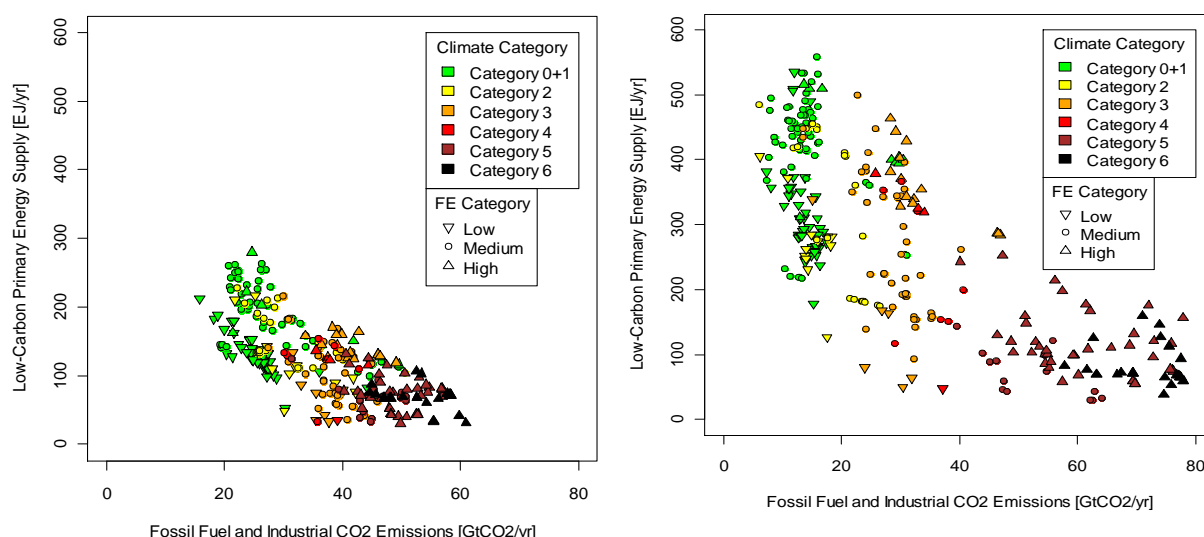 Low-Carbon Primary Energy Supply [EJ/yr]
600
500
400
300
200
100
0
0 20 40 60 80
Fossil Fuel and Industrial CO2 Emissions [GtCO2/yr]
Climate Category
Category 0+1
Category 2
Category 3
Category 4
Category 5
Category 6
FE Category
Low
Medium
High
Low-Carbon Primary Energy Supply [EJ/yr]
600
500
400
300
200
100
0
0 20 40 60 80
Fossil Fuel and Industrial CO2 Emissions [GtCO2/yr]
Climate Category
Category 0+1
Category 2
Category 3
Category 4
Category 5
Category 6
FE Category
Low
Medium
High